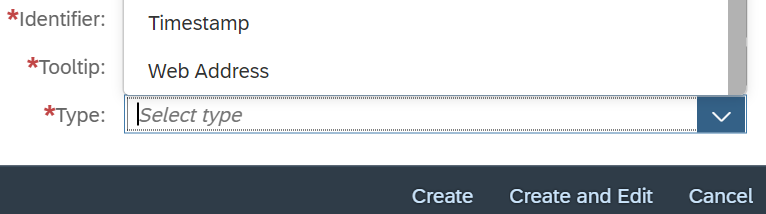 *Identifier:
Timestamp
*Tooltip:
Web Address
*Type:
Select type
Create
Create and Edit
Cancel